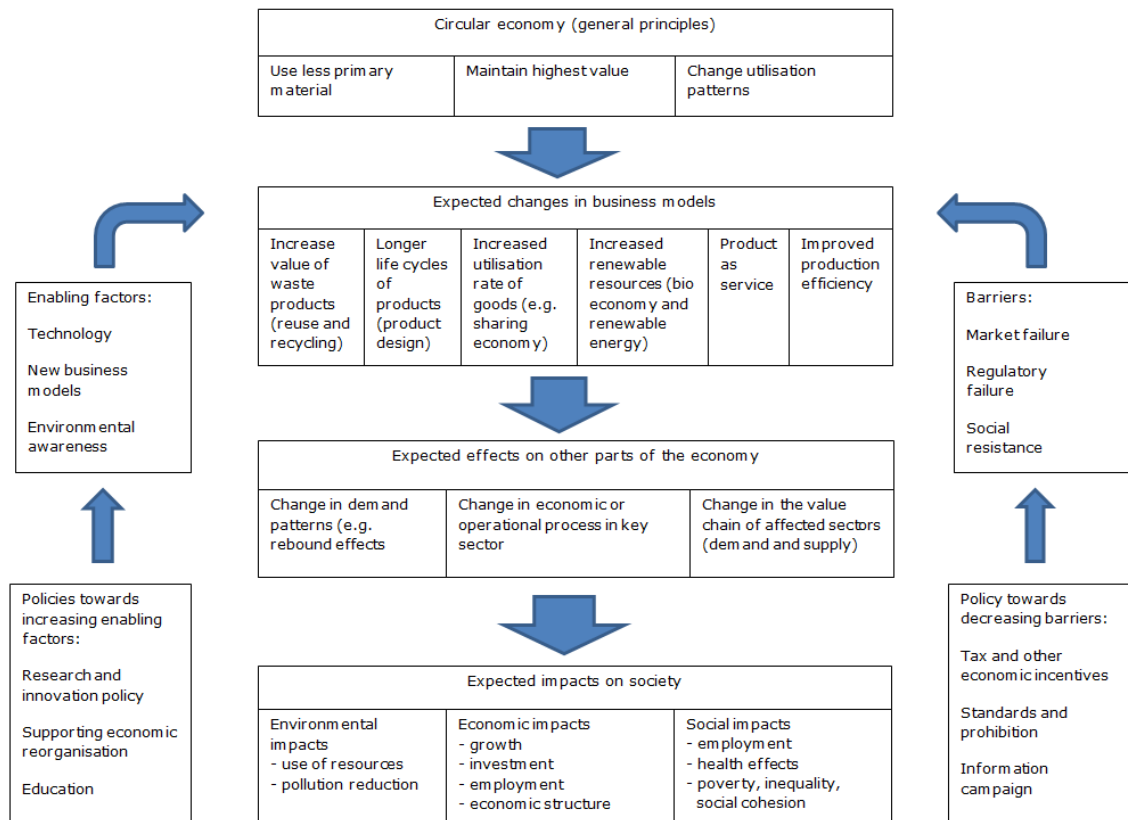 Circular economy (general principles)
Use less primary
material
Maintain highest value
Change utilisation
patterns
Expected changes in business models
Increase
value of
waste
products
(reuse and
recycling)
Longer
life cycles
of
products
(product
design)
Increased
utilisation
rate of
goods (e.g.
sharing
economy)
Increased
renewable
resources (bio
economy and
renewable
energy)
Product
as
service
Improved
production
efficiency
Enabling factors:
Technology
New business
models
Environmental
awareness
Barriers:
Market failure
Regulatory
failure
Social
resistance
Expected effects on other parts of the economy
Change in demand
patterns (e.g.
rebound effects
Change in economic or
operational process in key
sector
Change in the value
chain of affected sectors
(demand and supply)
Policies towards
increasing enabling
factors:
Research and
innovation policy
Supporting economic
reorganisation
Education
Policy towards
decreasing barriers:
Tax and other
economic incentives
Standards and
prohibition
Information
campaign
Expected impacts on society
Environmental
impacts
- use of resources
- pollution reduction
Economic impacts
- growth
- investment
- employment
- economic structure
Social impacts
- employment
- health effects
- poverty, inequality,
social cohesion